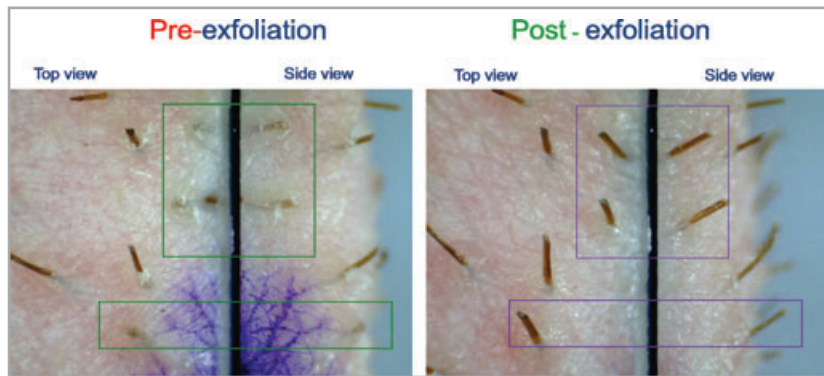 Pre-exfoliation
Post - exfoliation
Top view
Side view
Top view
Side view